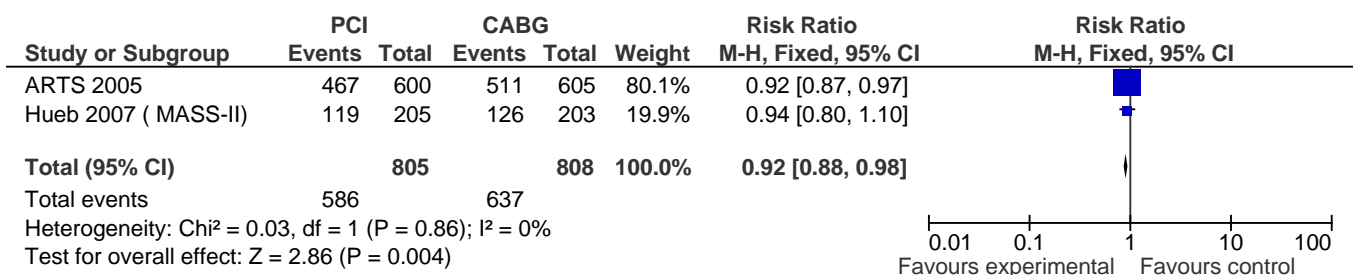 PCI CABG Risk Ratio Risk Ratio
Study or Subgroup Events Total Events Total Weight M-H, Fixed, 95% CI M-H, Fixed, 95% CI
ARTS 2005 467 600 511 605 80.1% 0.92 [0.87, 0.97]
Hueb 2007 ( MASS-II) 119 205 126 203 19.9% 0.94 [0.80, 1.10]
Total (95% CI) 805 808 100.0% 0.92 [0.88, 0.98]
Total events 586 637
Heterogeneity: Chi² = 0.03, df = 1 (P = 0.86); I² = 0%
Test for overall effect: Z = 2.86 (P = 0.004)
0.01 0.1 1 10 100
Favours experimental Favours control